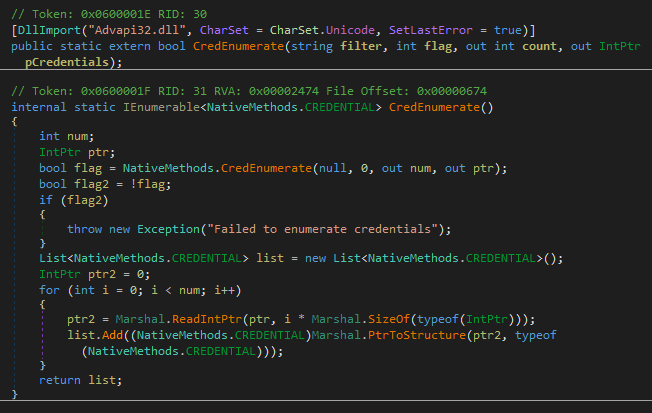 // Token: 0x0600001E RID: 30
[DllImport("Advapi32.dll", CharSet = CharSet.Unicode, SetLastError = true)]
public static extern bool CredEnumerate(string filter, int flag, out int count, out IntPtr
pCredentials);
// Token: 0x0600001F RID: 31 RVA: 0x00002474 File Offset: 0x00000674
internal static IEnumerable<NativeMethods.CREDENTIAL> CredEnumerate()
{
    int num;
    IntPtr ptr;
    bool flag = NativeMethods.CredEnumerate(null, 0, out num, out ptr);
    bool flag2 = !flag;
    if (flag2)
    {
        throw new Exception("Failed to enumerate credentials");
    }
    List<NativeMethods.CREDENTIAL> list = new List<NativeMethods.CREDENTIAL>();
    IntPtr ptr2 = 0;
    for (int i = 0; i < num; i++)
    {
        ptr2 = Marshal.ReadIntPtr(ptr, i * Marshal.SizeOf(typeof(IntPtr)));
        list.Add((NativeMethods.CREDENTIAL)Marshal.PtrToStructure(ptr2, typeof
          (NativeMethods.CREDENTIAL)));
    }
    return list;
}